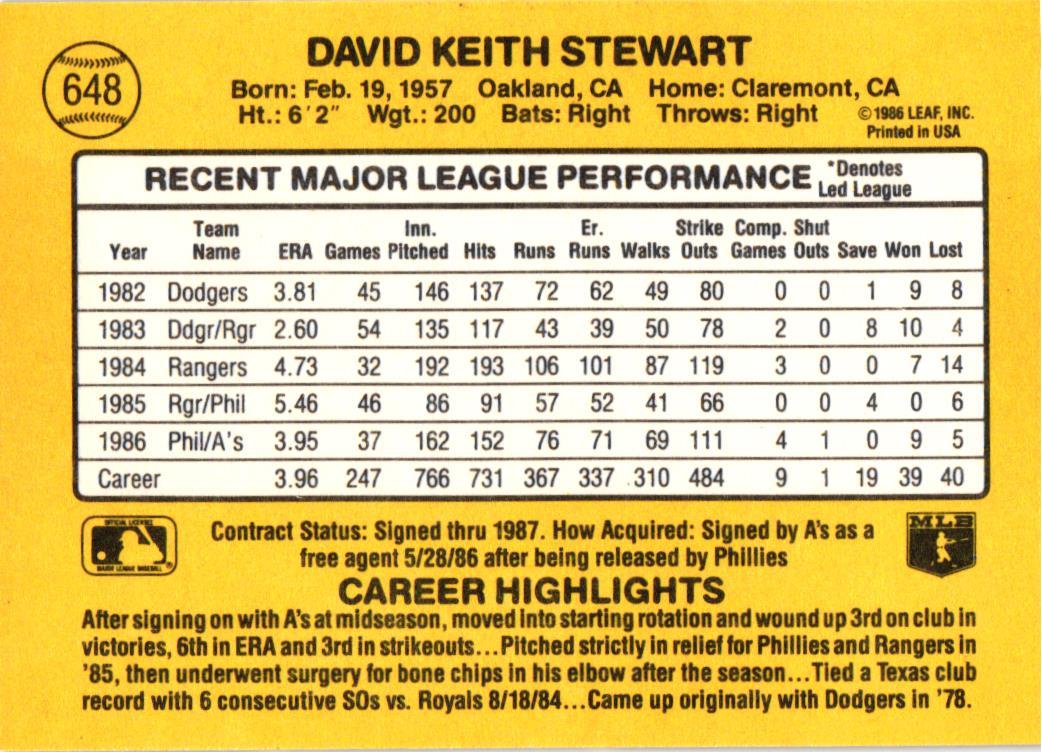 648
DAVID KEITH STEWART
Born: Feb. 19, 1957 Oakland, CA Home: Claremont, CA
Ht.: 6'2" Wgt.: 200 Bats: Right Throws: Right
©1986 LEAF, INC.
Printed in USA
RECENT MAJOR LEAGUE PERFORMANCE *Denotes
Led League
Year Team Name ERA Games Inn. Pitched Hits Runs Er. Runs Walks Strike Outs Comp. Games Shut Outs Save Won Lost
1982 Dodgers 3.81 45 146 137 72 62 49 80 0 0 1 9 8
1983 Ddgr/Rgr 2.60 54 135 117 43 39 50 78 2 0 8 10 4
1984 Rangers 4.73 32 192 193 106 101 87 119 3 0 0 7 14
1985 Rgr/Phil 5.46 46 86 91 57 52 41 66 0 0 4 0 6
1986 Phil/A's 3.95 37 162 152 76 71 69 111 4 1 0 9 5
Career 3.96 247 766 731 367 337 310 484 9 1 19 39 40
OFFICIAL LICENSEE
MAJOR LEAGUE BASEBALL
®
Contract Status: Signed thru 1987. How Acquired: Signed by A's as a
free agent 5/28/86 after being released by Phillies
MLB
CAREER HIGHLIGHTS
After signing on with A's at midseason, moved into starting rotation and wound up 3rd on club in
victories, 6th in ERA and 3rd in strikeouts...Pitched strictly in relief for Phillies and Rangers in
'85, then underwent surgery for bone chips in his elbow after the season...Tied a Texas club
record with 6 consecutive SOs vs. Royals 8/18/84...Came up originally with Dodgers in '78.